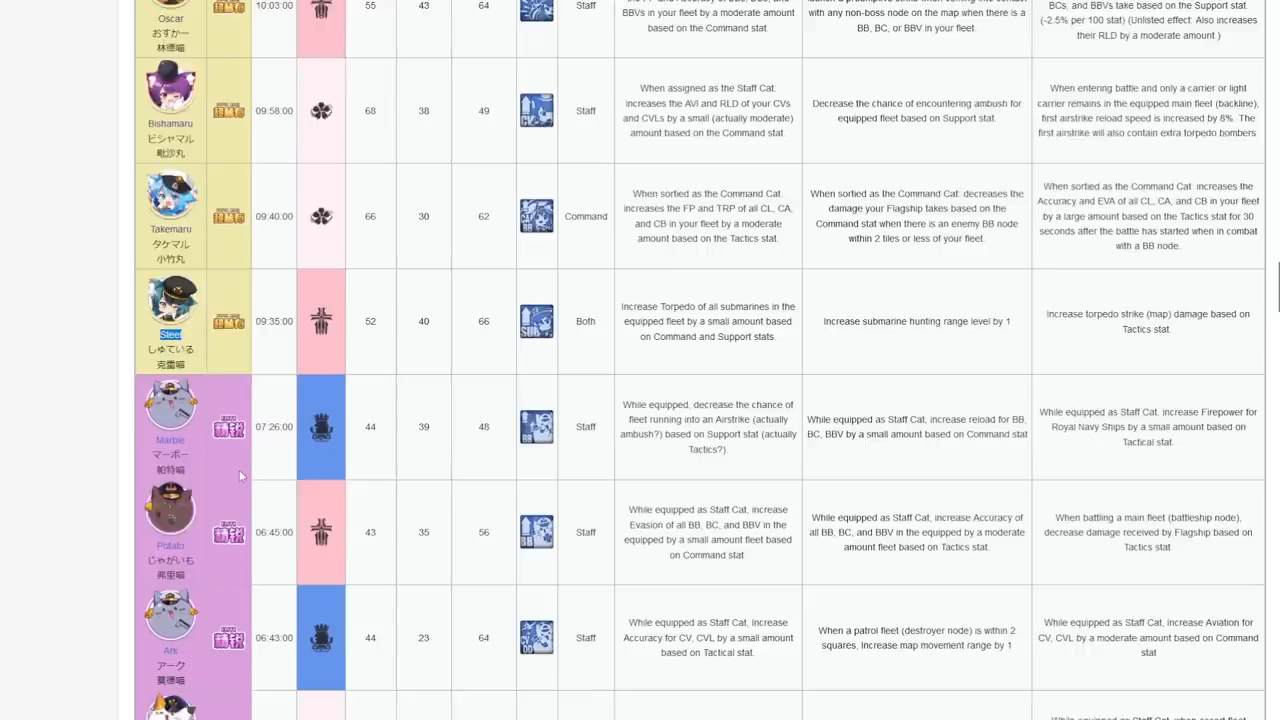 Oscar
おすかー
林德喵
10:03:00
55
43
64
Staff
BBVs in your fleet by a moderate amount
based on the Command stat.
with any non-boss node on the map when there is a
BB, BC, or BBV in your fleet.
BCs, and BBVs take based on the Support stat.
(-2.5% per 100 stat) (Unlisted effect: Also increases
their RLD by a moderate amount )
Bishamaru
ビシャマル
毗沙丸
09:58:00
68
38
49
Staff
When assigned as the Staff Cat:
increases the AVI and RLD of your CVs
and CVLs by a small (actually moderate)
amount based on the Command stat.
Decrease the chance of encountering ambush for
equipped fleet based on Support stat.
When entering battle and only a carrier or light
carrier remains in the equipped main fleet (backline),
first airstrike reload speed is increased by 8%. The
first airstrike will also contain extra torpedo bombers
Takemaru
タケマル
小竹丸
09:40:00
66
30
62
Command
When sortied as the Command Cat.
increases the FP and TRP of all CL, CA,
and CB in your fleet by a moderate
amount based on the Tactics stat.
When sortied as the Command Cat. decreases the
damage your Flagship takes based on the
Command stat when there is an enemy BB node
within 2 tiles or less of your fleet.
When sortied as the Command Cat increases the
Accuracy and EVA of all CL, CA, and CB in your fleet
by a large amount based on the Tactics stat for 30
seconds after the battle has started when in combat
with a BB node.
Steel
しゅている
克雷喵
09:35:00
52
40
66
SUB
Both
Increase Torpedo of all submarines in the
equipped fleet by a small amount based
on Command and Support stats.
Increase submarine hunting range level by 1
Increase torpedo strike (map) damage based on
Tactics stat
Marble
マーボー
帕特喵
精锐
07:26:00
44
39
48
Staff
While equipped, decrease the chance of
fleet running into an Airstrike (actually
ambush?) based on Support stat (actually
Tactics?).
While equipped as Staff Cat, increase reload for BB,
BC, BBV by a small amount based on Command stat
While equipped as Staff Cat, increase Firepower for
Royal Navy Ships by a small amount based on
Tactical stat.
Potato
じゃがいも
弗里喵
精锐
06:45:00
43
35
56
Staff
While equipped as Staff Cat, increase
Evasion of all BB, BC, and BBV in the
equipped by a small amount fleet based on
Command stat
While equipped as Staff Cat, increase Accuracy of
all BB, BC, and BBV in the equipped by a moderate
amount fleet based on Tactics stat.
When battling a main fleet (battleship node),
decrease damage received by Flagship based on
Tactics stat
Ark
アーク
莫德喵
精锐
06:43:00
44
23
64
Staff
While equipped as Staff Cat, increase
Accuracy for CV, CVL by a small amount
based on Tactical stat.
When a patrol fleet (destroyer node) is within 2
squares, increase map movement range by 1
While equipped as Staff Cat, increase Aviation for
CV, CVL by a moderate amount based on Command
stat